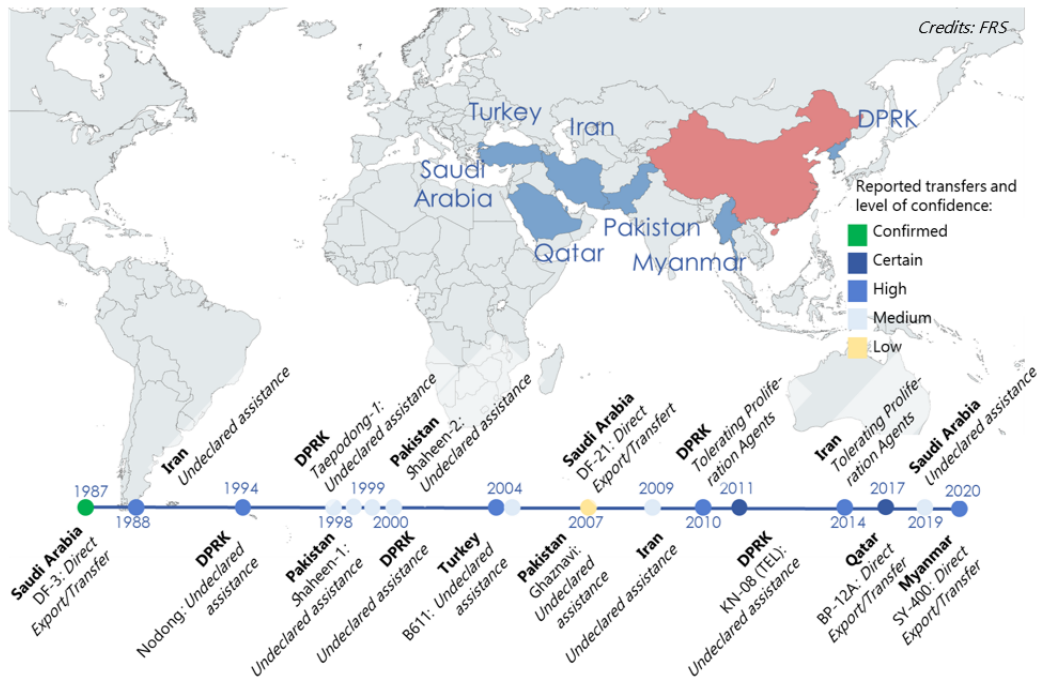 Credits: FRS
Turkey
Iran
DPRK
Saudi
Arabia
Qatar
Pakistan
Myanmar
Reported transfers and
level of confidence:
Confirmed
Certain
High
Medium
Low
Iran
Undeclared assistance
DPRK
Taepodong-1:
Undeclared assistance
Pakistan
Shaheen-2:
Undeclared assistance
Saudi Arabia
DF-21: Direct
Export/Transfert
DPRK
Tolerating Prolife-
ration Agents
Iran
Tolerating Prolife-
ration Agents
Saudi Arabia
Undeclared assistance
1987
1988
1994
1998
1999
2000
2004
2007
2009
2010
2011
2014
2017
2019
2020
Saudi Arabia
DF-3: Direct
Export/Transfer
DPRK
Nodong: Undeclared
assistance
Pakistan
Shaheen-1:
Undeclared assistance
DPRK
Undeclared assistance
Turkey
B611: Undeclared
assistance
Pakistan
Ghaznavi:
Undeclared
assistance
Iran
Undeclared assistance
DPRK
KN-08 (TEL):
Undeclared assistance
Qatar
BP-12A: Direct
Export/Transfer
Myanmar
SY-400: Direct
Export/Transfer